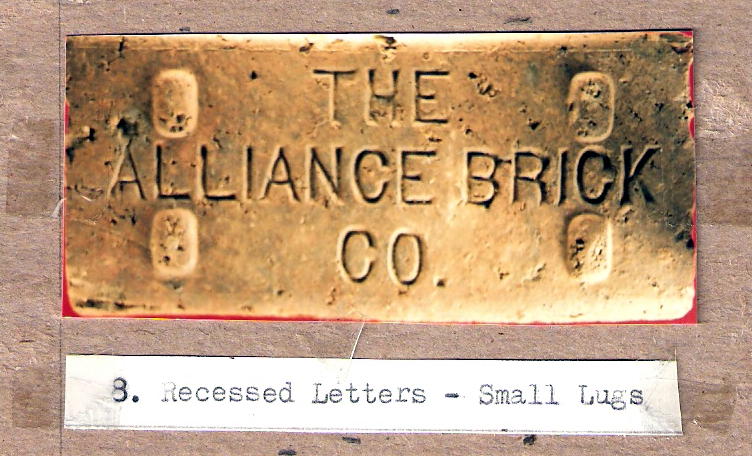 THE
ALLIANCE BRICK
CO.
8. Recessed Letters - Small Lugs